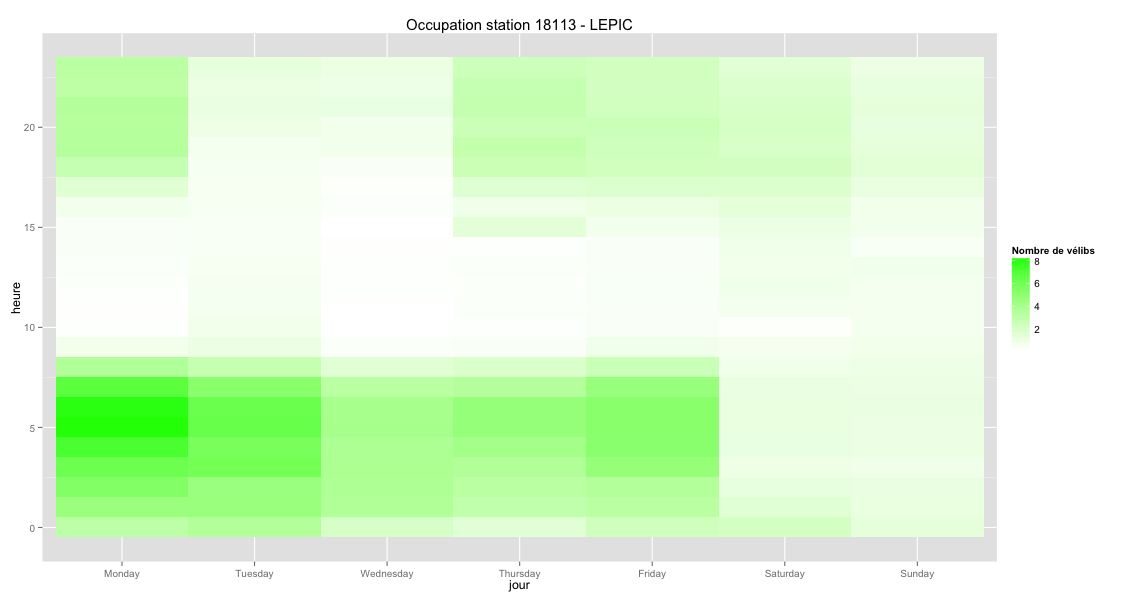 Occupation station 18113 - LEPIC
heure
20
15
10
5
0
Monday Tuesday Wednesday Thursday Friday Saturday Sunday
jour
Nombre de vélibs
8
6
4
2